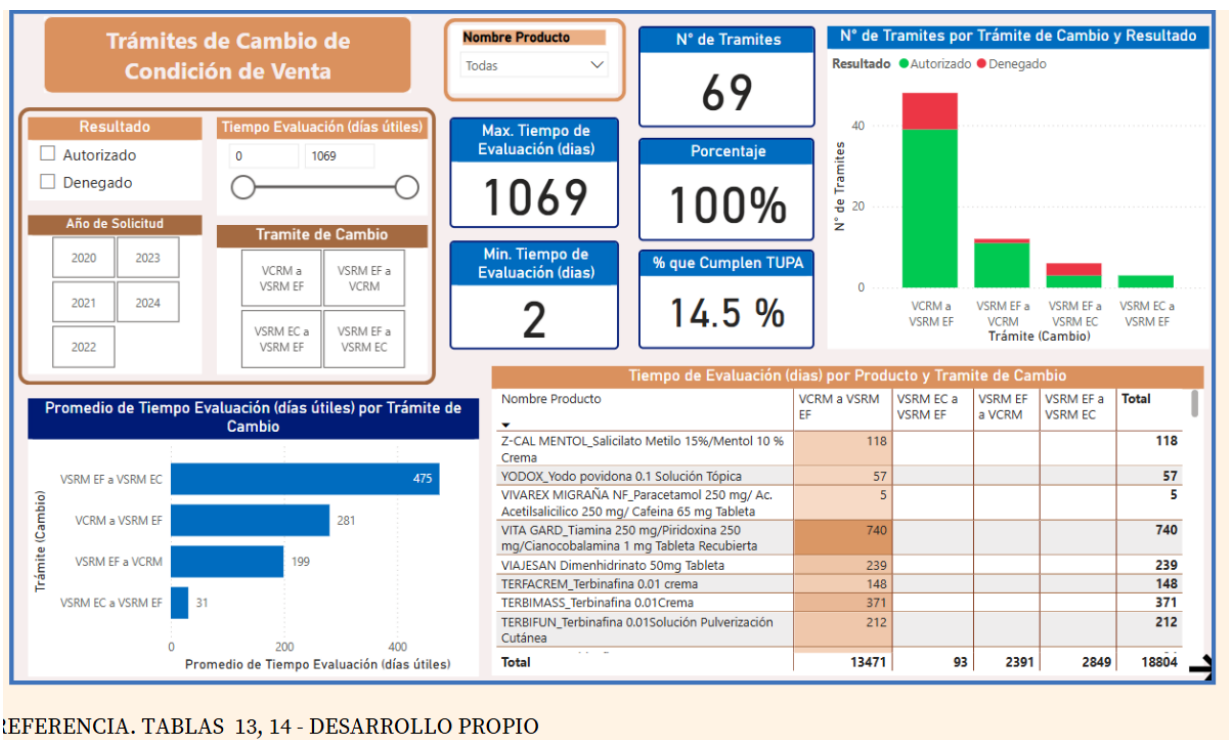 Trámites de Cambio de
Condición de Venta
Nombre Producto
Todas
N° de Tramites
69
N° de Tramites por Trámite de Cambio y Resultado
Resultado Autorizado Denegado
40
20
0
N° de Tramites
VCRM a
VSRM EF
VSRM EF a
VCRM
VSRM EF a
VSRM EC
VSRM EC a
VSRM EF
Trámite (Cambio)
Resultado
Autorizado
Denegado
Tiempo Evaluación (días útiles)
0
1069
Año de Solicitud
2020
2023
2021
2024
2022
Tramite de Cambio
VCRM a
VSRM EF
VSRM EF a
VCRM
VSRM EC a
VSRM EF
VSRM EF a
VSRM EC
Max. Tiempo de
Evaluación (dias)
1069
Porcentaje
100%
Min. Tiempo de
Evaluación (dias)
2
% que Cumplen TUPA
14.5 %
Promedio de Tiempo Evaluación (días útiles) por Trámite de
Cambio
Trámite (Cambio)
VSRM EF a VSRM EC 475
VCRM a VSRM EF 281
VSRM EF a VCRM 199
VSRM EC a VSRM EF 31
0 200 400
Promedio de Tiempo Evaluación (días útiles)
Tiempo de Evaluación (dias) por Producto y Tramite de Cambio
Nombre Producto
VCRM a VSRM
EF
VSRM EC a
VSRM EF
VSRM EF
a VCRM
VSRM EF a
VSRM EC
Total
Z-CAL MENTOL_Salicilato Metilo 15%/Mentol 10 % 118 118
Crema
YODOX_Yodo povidona 0.1 Solución Tópica 57 57
VIVAREX MIGRAÑA NF_Paracetamol 250 mg/ Ac. 5 5
Acetilsalicilico 250 mg/ Cafeina 65 mg Tableta
VITA GARD_Tiamina 250 mg/Piridoxina 250 740 740
mg/Cianocobalamina 1 mg Tableta Recubierta
VIAJESAN Dimenhidrinato 50mg Tableta 239 239
TERFACREM_Terbinafina 0.01 crema 148 148
TERBIMASS_Terbinafina 0.01Crema 371 371
TERBIFUN_Terbinafina 0.01Solución Pulverización 212 212
Cutánea
Total 13471 93 2391 2849 18804
REFERENCIA. TABLAS 13, 14 - DESARROLLO PROPIO